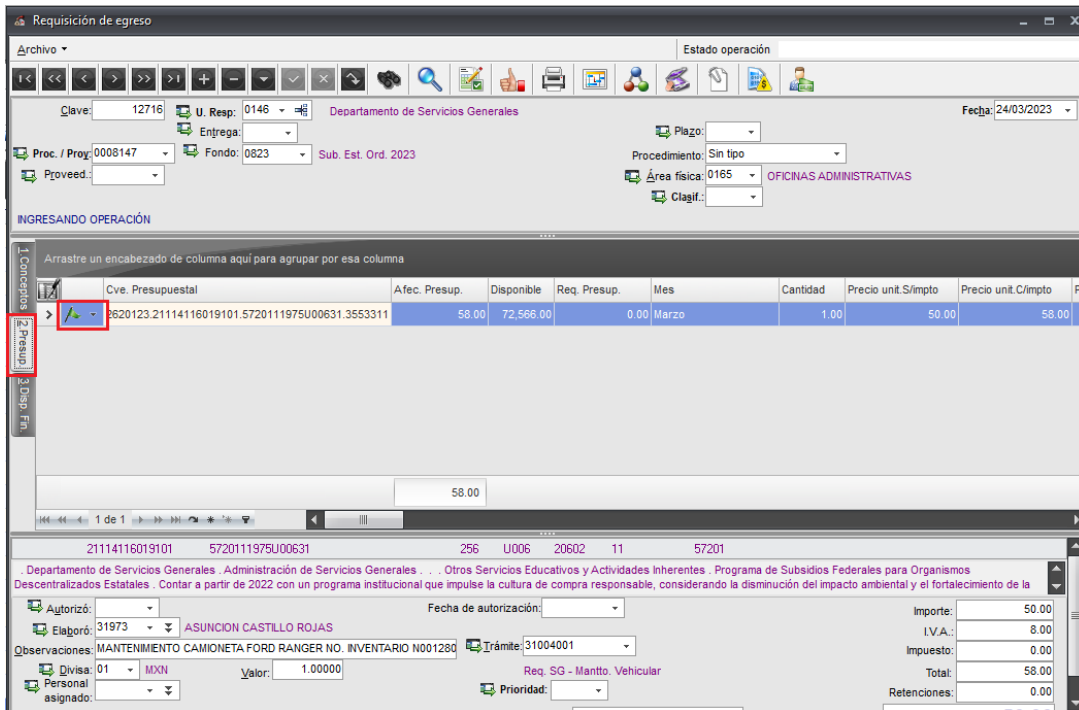 Requisición de egreso
Archivo
Estado operación
Clave: 12716 U. Resp: 0146 Departamento de Servicios Generales Fecha: 24/03/2023
Entrega: Plazo:
Proc. / Proy: 0008147 Fondo: 0823 Sub. Est. Ord. 2023 Procedimiento: Sin tipo
Proveed.: Área física: 0165 OFICINAS ADMINISTRATIVAS
Clasif.:
INGRESANDO OPERACIÓN
1.Conceptos
2.Presup.
3.Disp. Fin.
Arrastre un encabezado de columna aquí para agrupar por esa columna
Cve. Presupuestal Afec. Presup. Disponible Req. Presup. Mes Cantidad Precio unit.S/impto Precio unit.C/impto
2620123.21114116019101.5720111975U00631.3553311 58.00 72,566.00 0.00 Marzo 1.00 50.00 58.00
58.00
1 de 1
21114116019101 5720111975U00631 256 U006 20602 11 57201
. Departamento de Servicios Generales . Administración de Servicios Generales . . . Otros Servicios Educativos y Actividades Inherentes . Programa de Subsidios Federales para Organismos
Descentralizados Estatales . Contar a partir de 2022 con un programa institucional que impulse la cultura de compra responsable, considerando la disminución del impacto ambiental y el fortalecimiento de la
Autorizó: Fecha de autorización: Importe: 50.00
Elaboró: 31973 ASUNCION CASTILLO ROJAS I.V.A.: 8.00
Observaciones: MANTENIMIENTO CAMIONETA FORD RANGER NO. INVENTARIO N001280 Trámite: 31004001 Impuesto: 0.00
Divisa: 01 MXN Valor: 1.00000 Req. SG - Mantto. Vehicular Total: 58.00
Personal asignado: Prioridad: Retenciones: 0.00